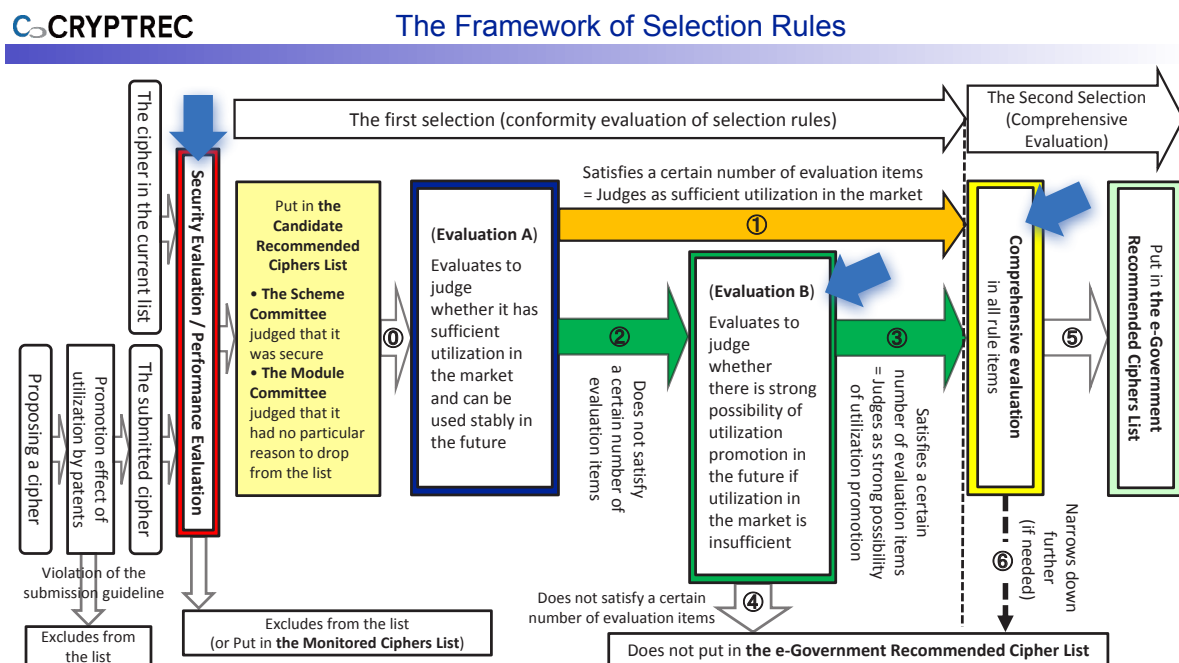 CRYPTREC
The Framework of Selection Rules
The first selection (conformity evaluation of selection rules)
The Second Selection
(Comprehensive
Evaluation)
The cipher in the current list
Proposing a cipher
Promotion effect of
utilization by patents
The submitted cipher
Violation of the
submission guideline
Excludes from
the list
Security Evaluation / Performance Evaluation
Excludes from the list
(or Put in the Monitored Ciphers List)
Put in the
Candidate
Recommended
Ciphers List
• The Scheme
Committee
judged that it
was secure
• The Module
Committee
judged that it
had no particular
reason to drop
from the list
⓪
(Evaluation A)
Evaluates to
judge
whether it has
sufficient
utilization in
the market
and can be
used stably in
the future
Satisfies a certain number of evaluation items
= Judges as sufficient utilization in the market
①
②
Does not satisfy
a certain number of
evaluation items
(Evaluation B)
Evaluates to
judge
whether
there is strong
possibility of
utilization
promotion in
the future if
utilization in
the market is
insufficient
③
Satisfies a certain
number of evaluation items
= Judges as strong possibility
of utilization promotion
Does not satisfy a certain
number of evaluation items
④
Comprehensive evaluation
in all rule items
⑤
Put in the e-Government
Recommended Ciphers List
⑥
Narrows down
further
(if needed)
Does not put in the e-Government Recommended Cipher List